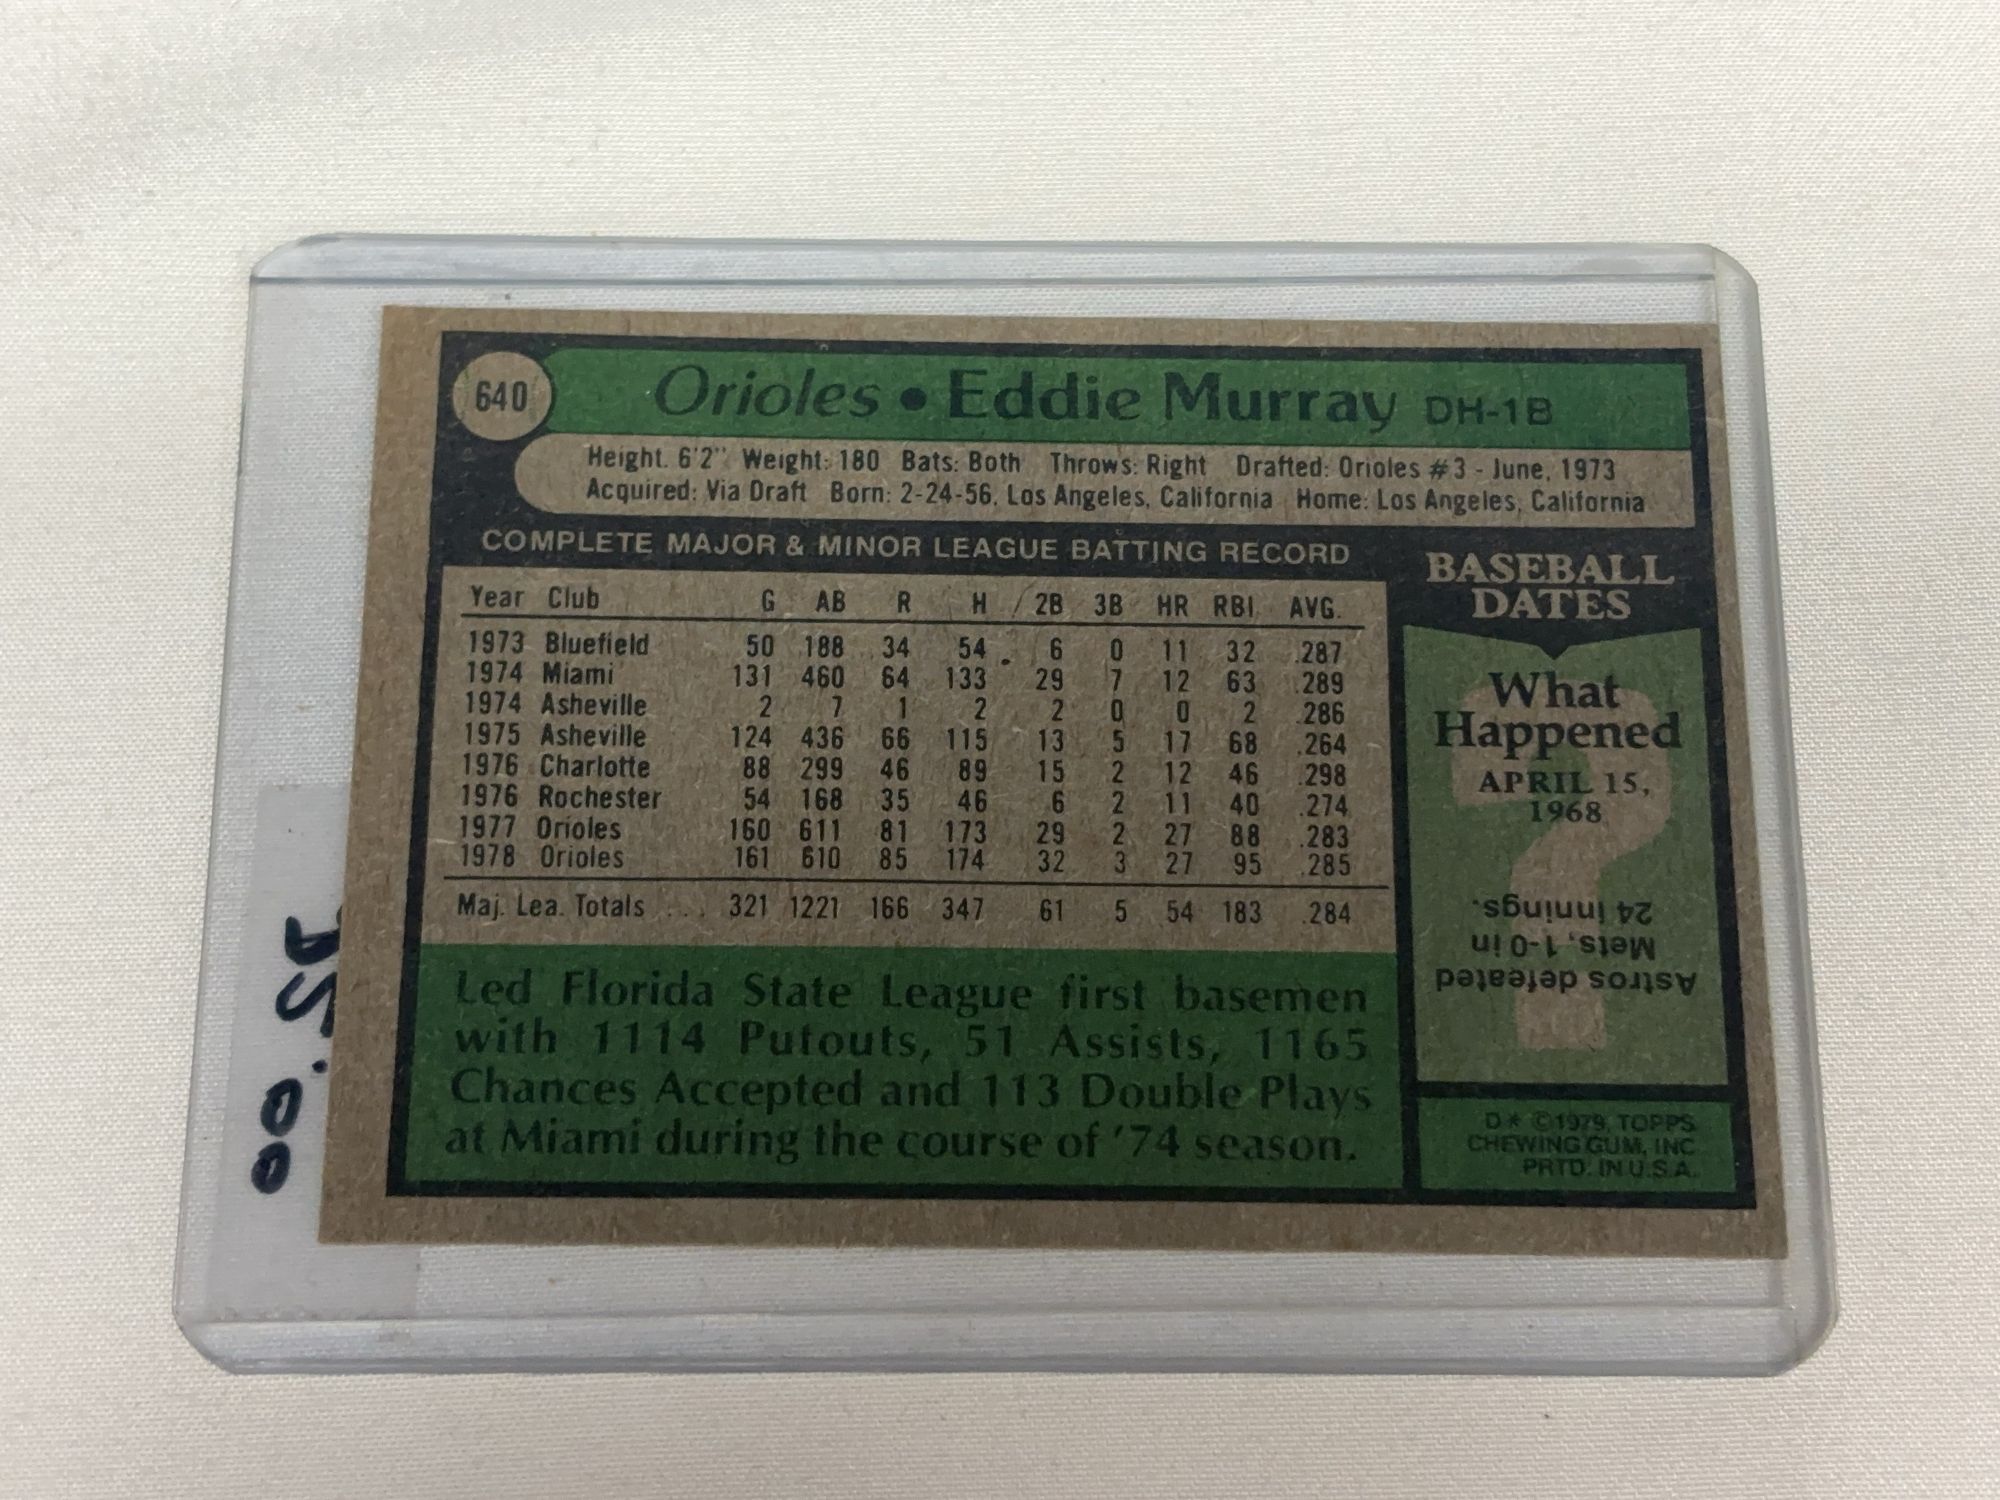 640
Orioles • Eddie Murray DH-1B
Height. 6'2" Weight: 180 Bats: Both Throws: Right Drafted: Orioles #3 - June, 1973
Acquired: Via Draft Born: 2-24-56, Los Angeles, California Home: Los Angeles, California
COMPLETE MAJOR & MINOR LEAGUE BATTING RECORD
Year Club G AB R H 2B 3B HR RBI AVG.
1973 Bluefield 50 188 34 54 6 0 11 32 .287
1974 Miami 131 460 64 133 29 7 12 63 .289
1974 Asheville 2 7 1 2 2 0 0 2 .286
1975 Asheville 124 436 66 115 13 5 17 68 .264
1976 Charlotte 88 299 46 89 15 2 12 46 .298
1976 Rochester 54 168 35 46 6 2 11 40 .274
1977 Orioles 160 611 81 173 29 2 27 88 .283
1978 Orioles 161 610 85 174 32 3 27 95 .285
Maj. Lea. Totals ... 321 1221 166 347 61 5 54 183 .284
Led Florida State League first basemen
with 1114 Putouts, 51 Assists, 1165
Chances Accepted and 113 Double Plays
at Miami during the course of '74 season.
BASEBALL
DATES
What
Happened
APRIL 15,
1968
Astros defeated
Mets, 1-0 in
24 innings.
D* ©1979, TOPPS
CHEWING GUM, INC
PRTD. IN U.S.A.